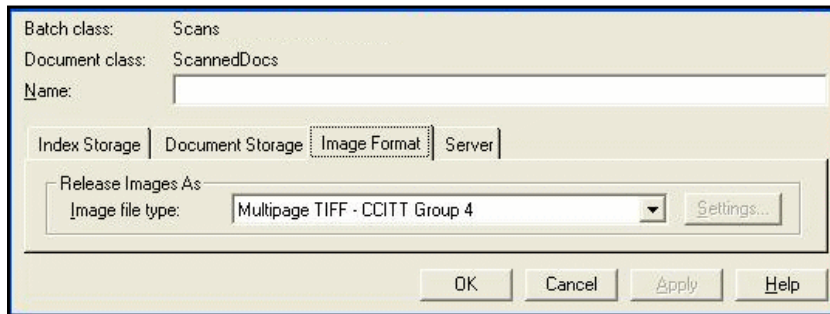 Batch class: Scans
Document class: ScannedDocs
Name:
Index Storage Document Storage Image Format Server
Release Images As
Image file type: Multipage TIFF - CCITT Group 4 Settings...
OK Cancel Apply Help